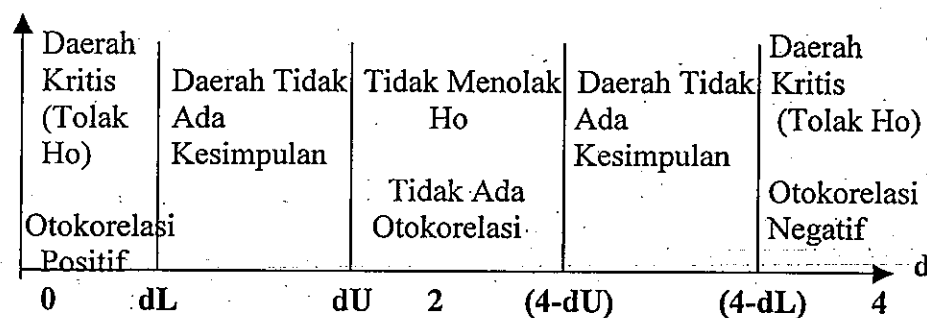 Daerah
Kritis
(Tolak
Ho)
Otokorelasi
Positif
Daerah Tidak
Ada
Kesimpulan
Tidak Menolak
Ho
Tidak Ada
Otokorelasi
Daerah Tidak
Ada
Kesimpulan
Daerah
Kritis
(Tolak Ho)
Otokorelasi
Negatif
d
0 dL dU 2 (4-dU) (4-dL) 4